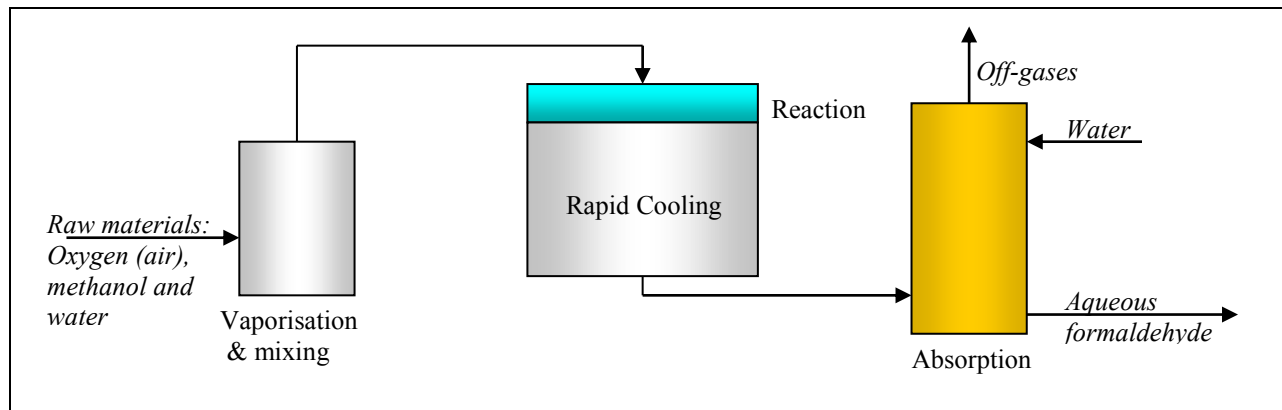 Raw materials:
Oxygen (air),
methanol and
water
Vaporisation
& mixing
Reaction
Rapid Cooling
Off-gases
Water
Aqueous
formaldehyde
Absorption